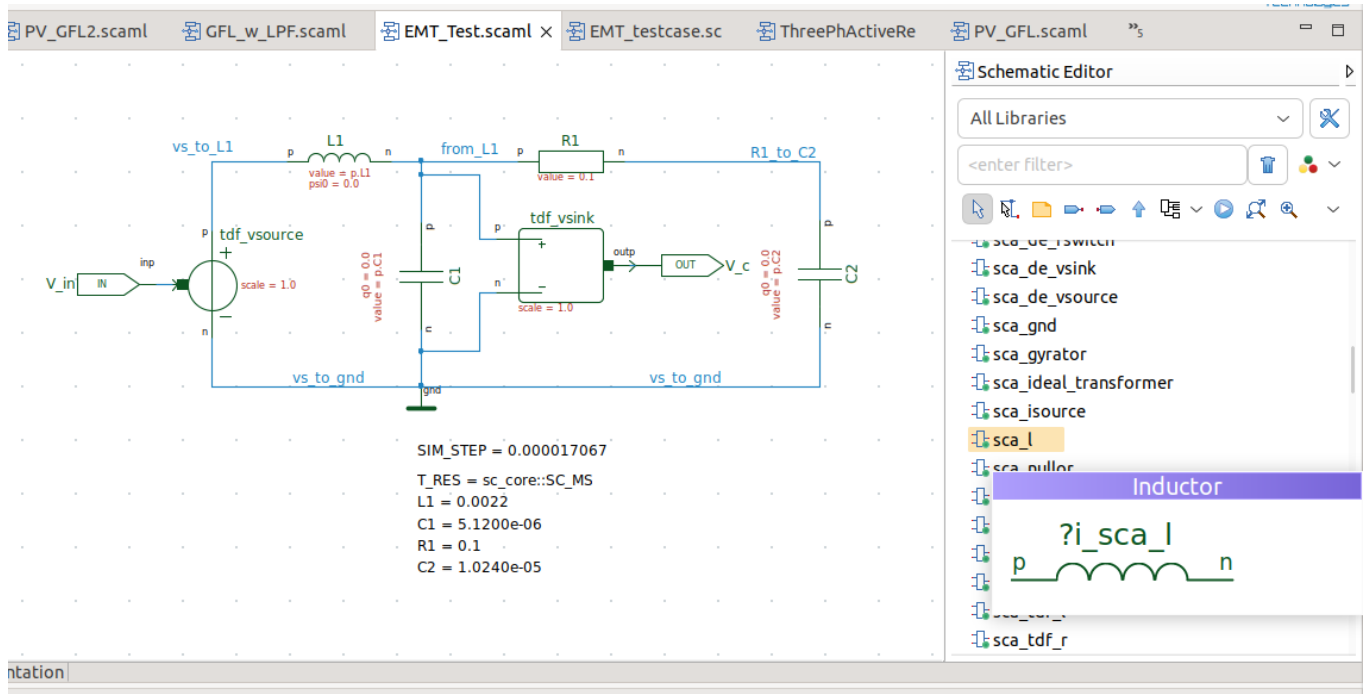 PV_GFL2.scaml
GFL_w_LPF.scaml
EMT_Test.scaml
EMT_testcase.sc
ThreePhActiveRe
PV_GFL.scaml
5
Schematic Editor
All Libraries
<enter filter>
sca_de_vsink
sca_de_vsource
sca_gnd
sca_gyrator
sca_ideal_transformer
sca_isource
sca_l
sca_nullor
Inductor
?i_sca_l
p
n
sca_tdf_r
vs_to_L1
p
L1
n
value = p.L1
psi0 = 0.0
from_L1
p
R1
n
value = 0.1
R1_to_C2
p
tdf_vsource
+
inp
V_in
IN
scale = 1.0
n
q0 = 0.0
value = p.C1
p
C1
n
tdf_vsink
p
+
n
scale = 1.0
outp
OUT
V_c
q0 = 0.0
value = p.C2
p
C2
n
vs_to_gnd
vs_to_gnd
gnd
SIM_STEP = 0.000017067
T_RES = sc_core::SC_MS
L1 = 0.0022
C1 = 5.1200e-06
R1 = 0.1
C2 = 1.0240e-05
ntation